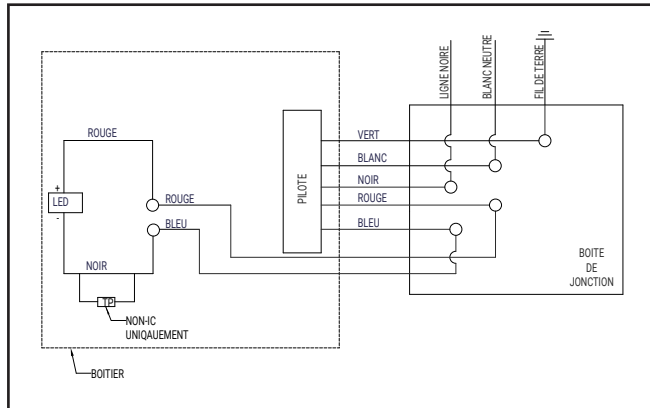 LIGNE NOIRE
BLANC NEUTRE
FIL DE TERRE
ROUGE
VERT
BLANC
NOIR
ROUGE
BLEU
PILOTE
+
LED
-
ROUGE
BLEU
NOIR
TP
NON-IC
UNIQAUEMENT
BOITIER
BOITE
DE
JONCTION